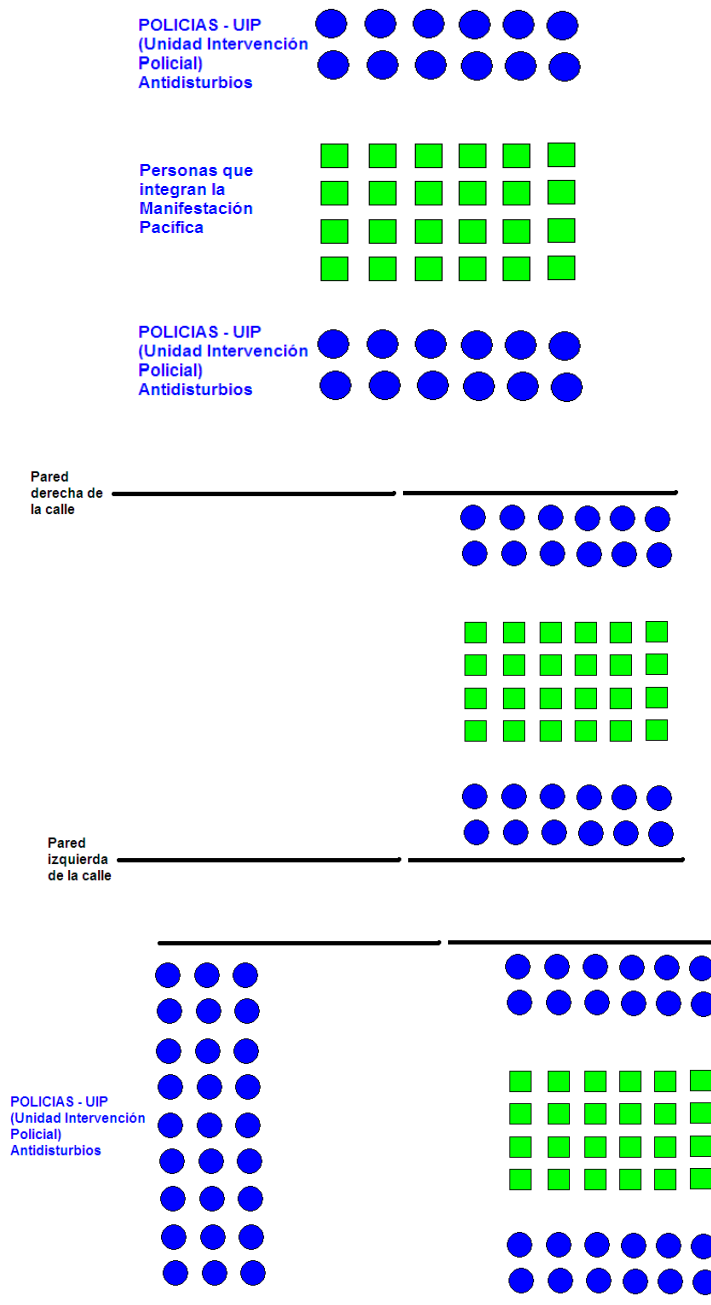 POLICIAS - UIP
(Unidad Intervención
Policial)
Antidisturbios
Personas que
integran la
Manifestación
Pacífica
POLICIAS - UIP
(Unidad Intervención
Policial)
Antidisturbios
Pared
derecha de
la calle
Pared
izquierda
de la calle
POLICIAS - UIP
(Unidad Intervención
Policial)
Antidisturbios